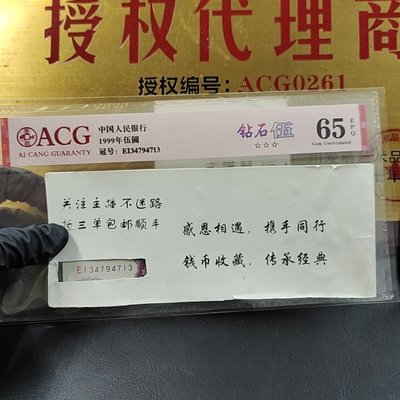 授权代理商
授权编号：ACG0261
ACG
AI CANG GUARANTY
中国人民银行
1999年伍圆
冠号：EI34794713
钻石伍
☆☆☆
65
EPQ
Gem Uncirculated
关注主播不迷路
拍三单包邮顺丰
感恩相遇，携手同行
钱币收藏，传承经典
EI34794713